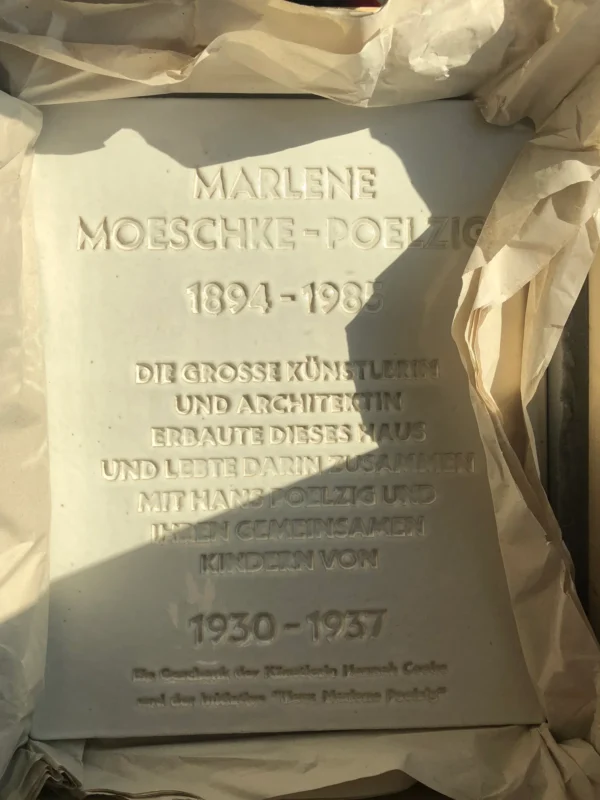 MARLENE
MOESCHKE-POELZIG
1894-1985
DIE GROSSE KÜNSTLERIN
UND ARCHITEKTIN
ERBAUTE DIESES HAUS
UND LEBTE DARIN ZUSAMMEN
MIT HANS POELZIG UND
IHREN GEMEINSAMEN
KINDERN VON
1930-1937
Ein Geschenk der Künstlerin Hannah Cooke
und der Initiative "Haus Marlene Poelzig"